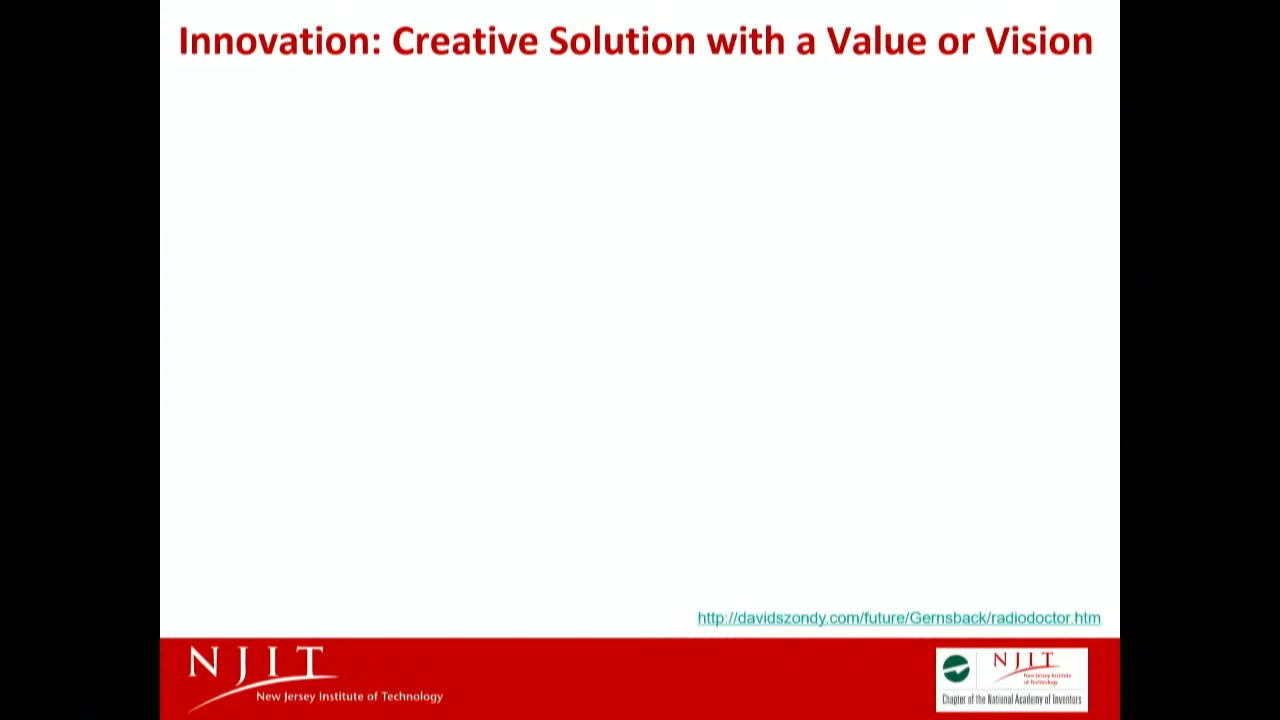 Innovation: Creative Solution with a Value or Vision
http://davidszondy.com/future/Gernsback/radiodoctor.htm
NJIT
New Jersey Institute of Technology
NJIT
New Jersey Institute
of Technology
Chapter of the National Academy of Inventors